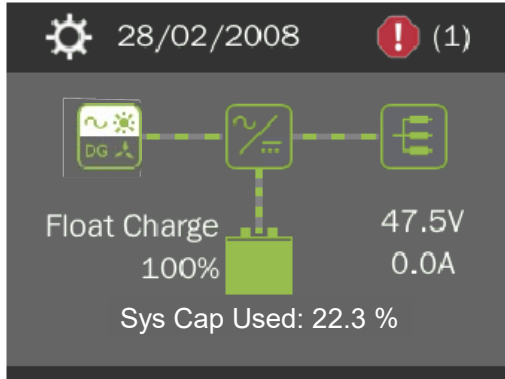 28/02/2008 ! (1)
DG
Float Charge 47.5V
100% 0.0A
Sys Cap Used: 22.3 %